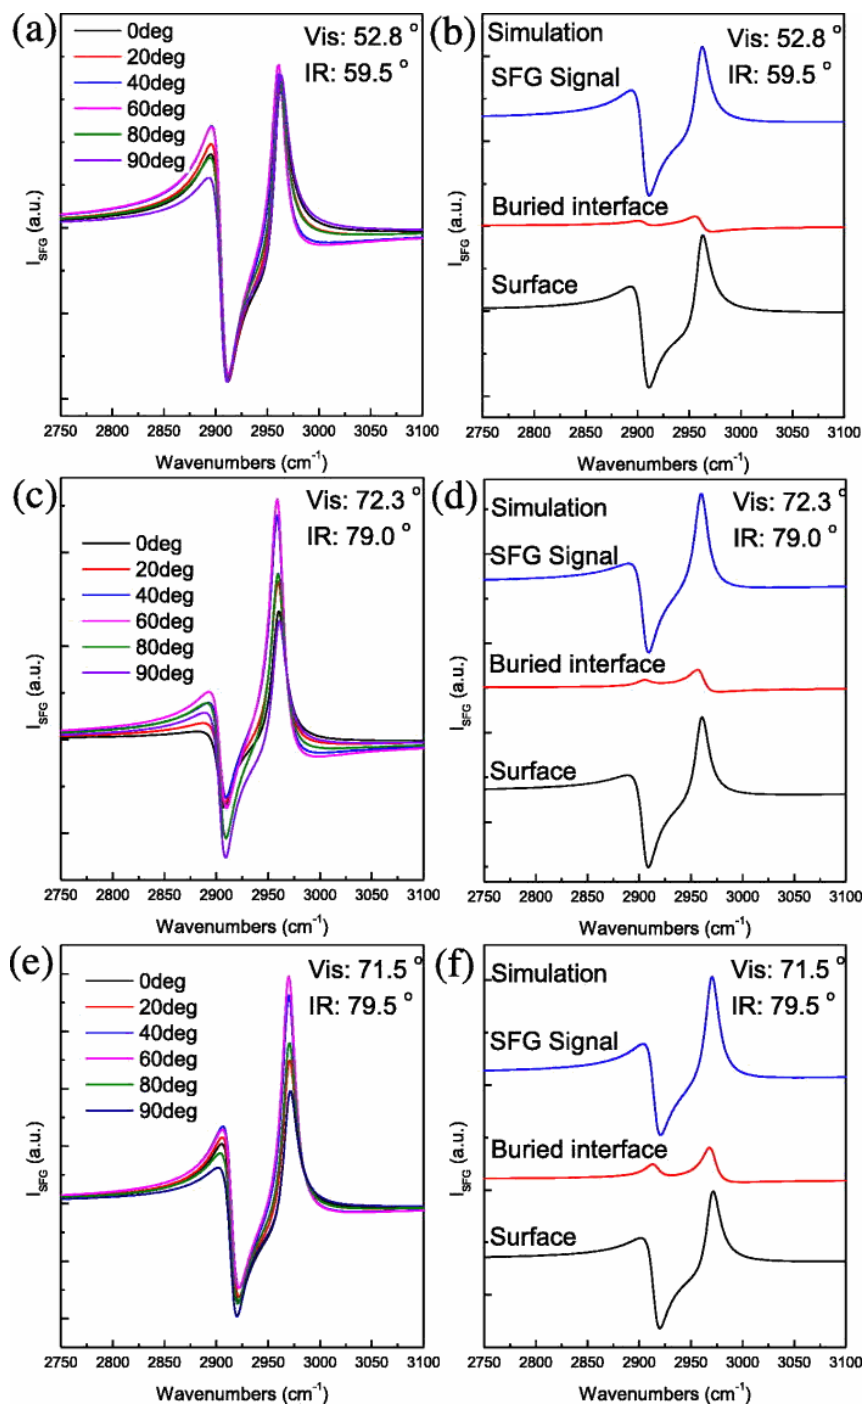 (a)
0deg
20deg
40deg
60deg
80deg
90deg
Vis: 52.8 °
IR: 59.5 °
I_SFG (a.u.)
2750 2800 2850 2900 2950 3000 3050 3100
Wavenumbers (cm⁻¹)
(b)
Simulation
Vis: 52.8 °
SFG Signal
IR: 59.5 °
Buried interface
Surface
I_SFG (a.u.)
2750 2800 2850 2900 2950 3000 3050 3100
Wavenumbers (cm⁻¹)
(c)
Vis: 72.3 °
IR: 79.0 °
0deg
20deg
40deg
60deg
80deg
90deg
I_SFG (a.u.)
2750 2800 2850 2900 2950 3000 3050 3100
Wavenumbers (cm⁻¹)
(d)
Simulation
Vis: 72.3 °
SFG Signal
IR: 79.0 °
Buried interface
Surface
I_SFG (a.u.)
2750 2800 2850 2900 2950 3000 3050 3100
Wavenumbers (cm⁻¹)
(e)
0deg
20deg
40deg
60deg
80deg
90deg
Vis: 71.5 °
IR: 79.5 °
I_SFG (a.u.)
2750 2800 2850 2900 2950 3000 3050 3100
Wavenumbers (cm⁻¹)
(f)
Simulation
Vis: 71.5 °
IR: 79.5 °
SFG Signal
Buried interface
Surface
I_SFG (a.u.)
2750 2800 2850 2900 2950 3000 3050 3100
Wavenumbers (cm⁻¹)